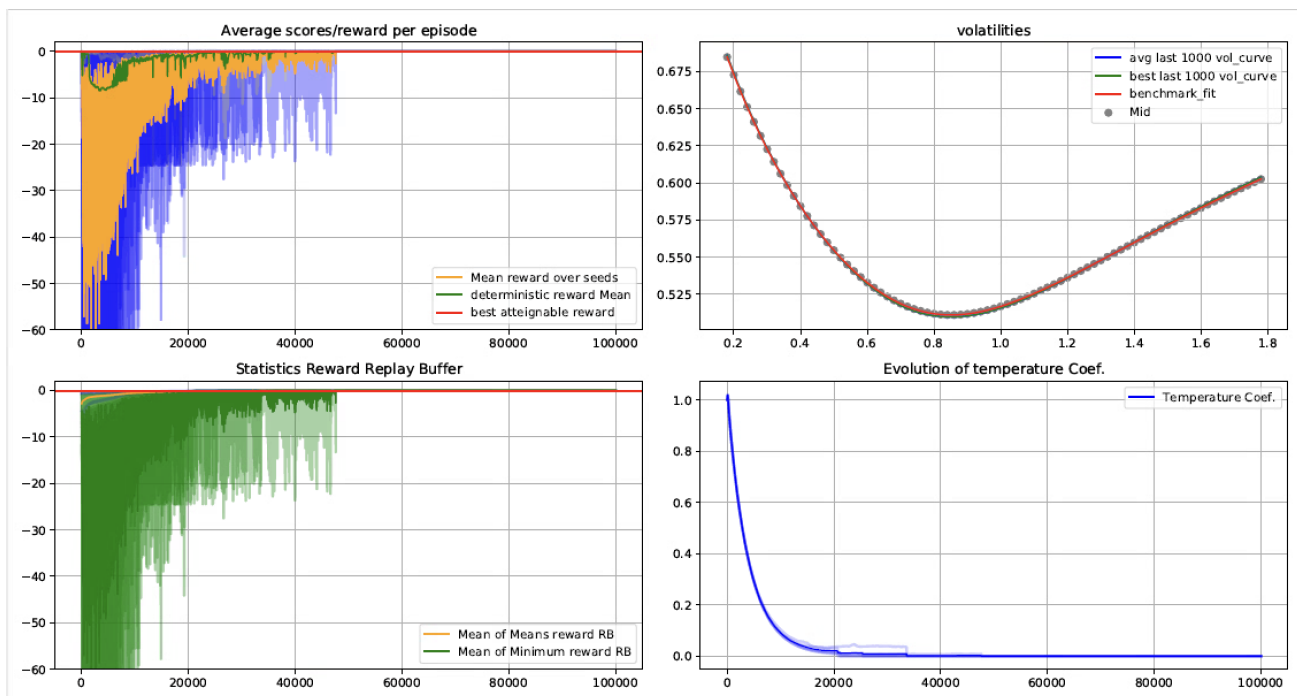 Average scores/reward per episode
0
−10
−20
−30
−40
−50
−60
0 20000 40000 60000 80000 100000
Mean reward over seeds
deterministic reward Mean
best atteignable reward
volatilities
0.675
0.650
0.625
0.600
0.575
0.550
0.525
0.2 0.4 0.6 0.8 1.0 1.2 1.4 1.6 1.8
avg last 1000 vol_curve
best last 1000 vol_curve
benchmark_fit
Mid
Statistics Reward Replay Buffer
0
−10
−20
−30
−40
−50
−60
0 20000 40000 60000 80000 100000
Mean of Means reward RB
Mean of Minimum reward RB
Evolution of temperature Coef.
1.0
0.8
0.6
0.4
0.2
0.0
0 20000 40000 60000 80000 100000
Temperature Coef.